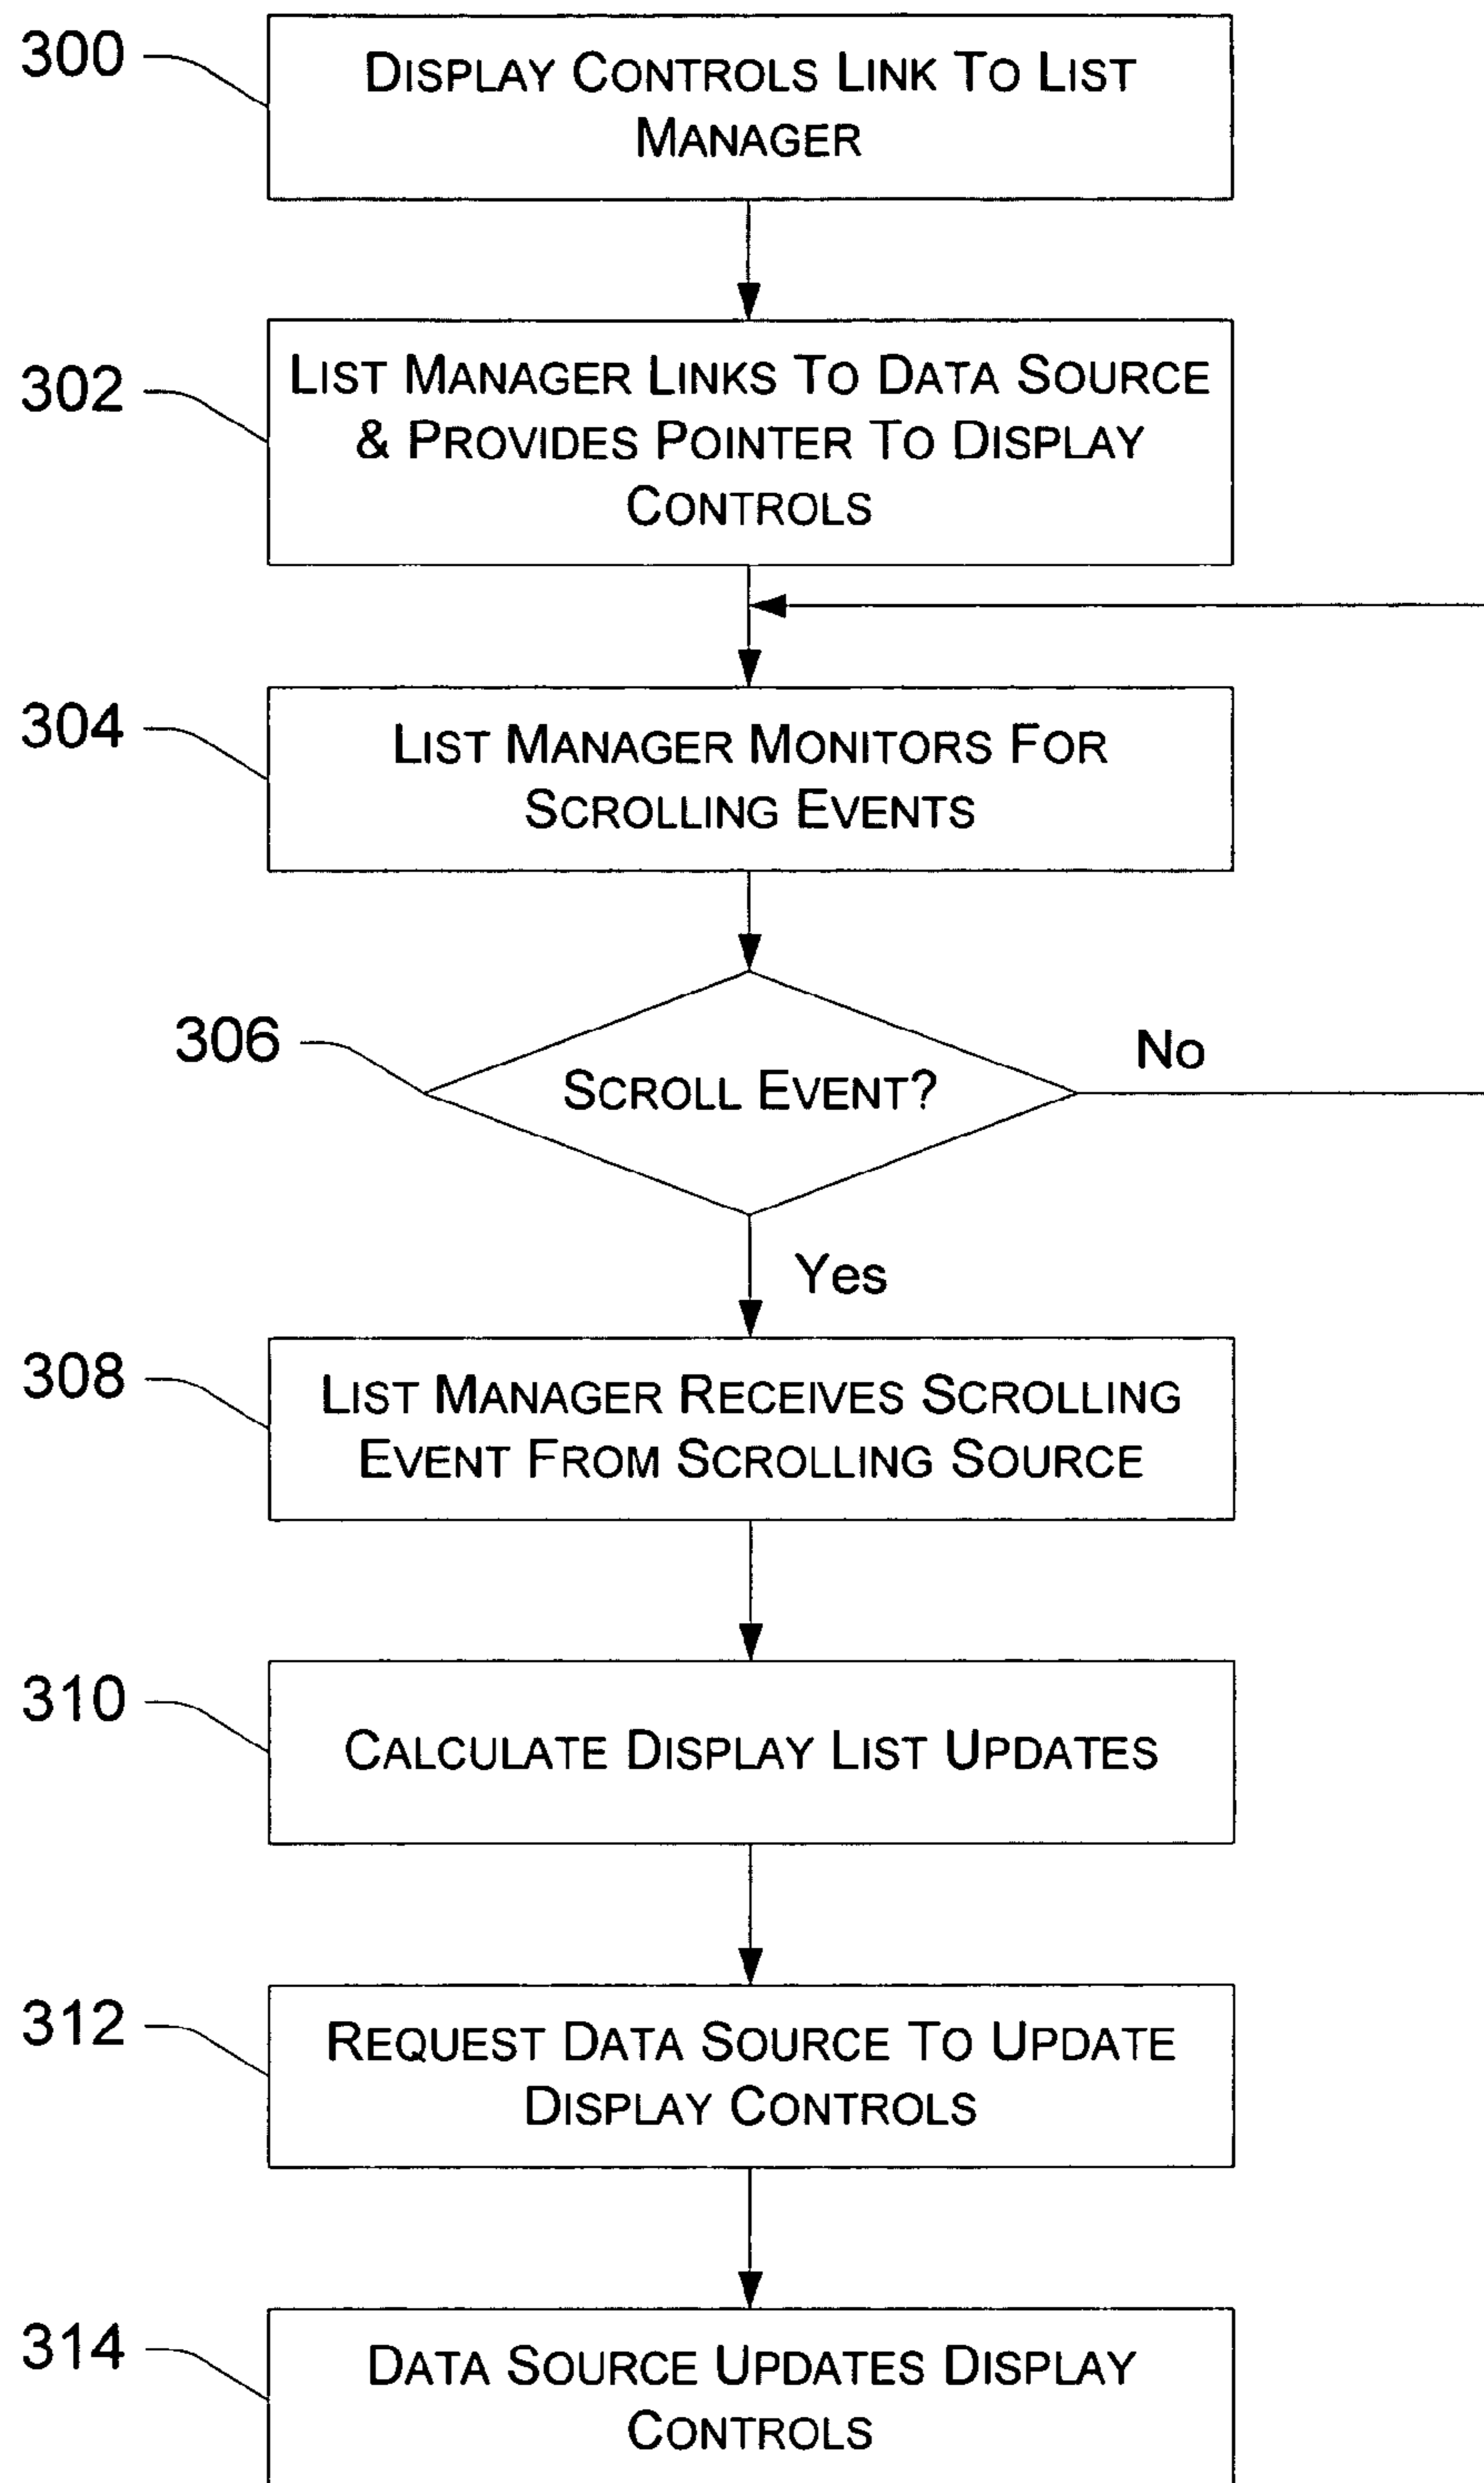 300
DISPLAY CONTROLS LINK TO LIST
MANAGER
302
LIST MANAGER LINKS TO DATA SOURCE
& PROVIDES POINTER TO DISPLAY
CONTROLS
304
LIST MANAGER MONITORS FOR
SCROLLING EVENTS
306
SCROLL EVENT?
No
Yes
308
LIST MANAGER RECEIVES SCROLLING
EVENT FROM SCROLLING SOURCE
310
CALCULATE DISPLAY LIST UPDATES
312
REQUEST DATA SOURCE TO UPDATE
DISPLAY CONTROLS
314
DATA SOURCE UPDATES DISPLAY
CONTROLS